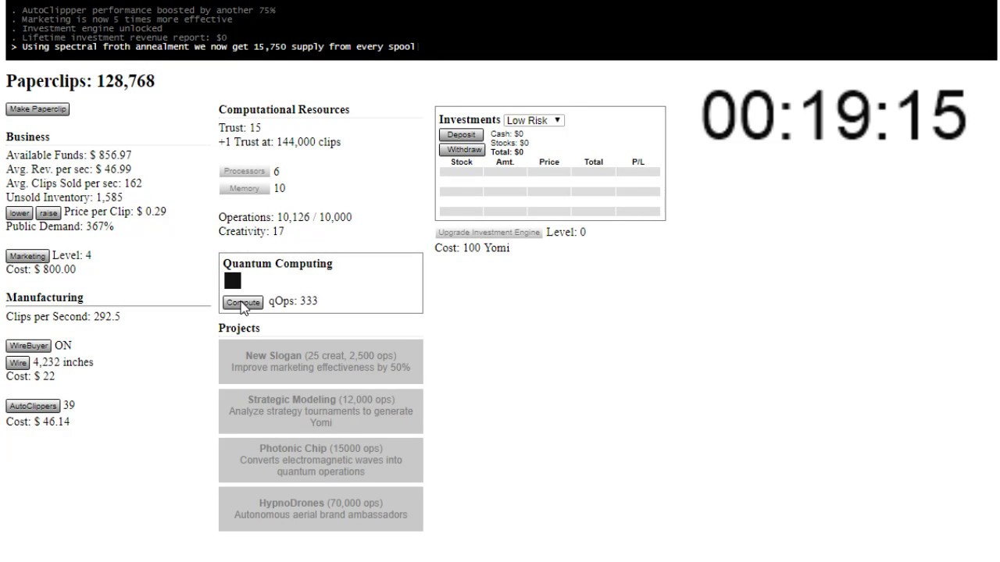 . AutoClippper performance boosted by another 75%
. Marketing is now 5 times more effective
. Investment engine unlocked
. Lifetime investment revenue report: $0
> Using spectral froth annealment we now get 15,750 supply from every spool
Paperclips: 128,768
00:19:15
Make Paperclip
Business
Available Funds: $ 856.97
Avg. Rev. per sec: $ 46.99
Avg. Clips Sold per sec: 162
Unsold Inventory: 1,585
lower raise Price per Clip: $ 0.29
Public Demand: 367%
Marketing Level: 4
Cost: $ 800.00
Manufacturing
Clips per Second: 292.5
WireBuyer ON
Wire 4,232 inches
Cost: $ 22
AutoClippers 39
Cost: $ 46.14
Computational Resources
Trust: 15
+1 Trust at: 144,000 clips
Processors 6
Memory 10
Operations: 10,126 / 10,000
Creativity: 17
Quantum Computing
Compute qOps: 333
Projects
New Slogan (25 creat, 2,500 ops)
Improve marketing effectiveness by 50%
Strategic Modeling (12,000 ops)
Analyze strategy tournaments to generate
Yomi
Photonic Chip (15000 ops)
Converts electromagnetic waves into
quantum operations
HypnoDrones (70,000 ops)
Autonomous aerial brand ambassadors
Investments Low Risk
Deposit Cash: $0
Stocks: $0
Withdraw Total: $0
Stock Amt. Price Total P/L
Upgrade Investment Engine Level: 0
Cost: 100 Yomi